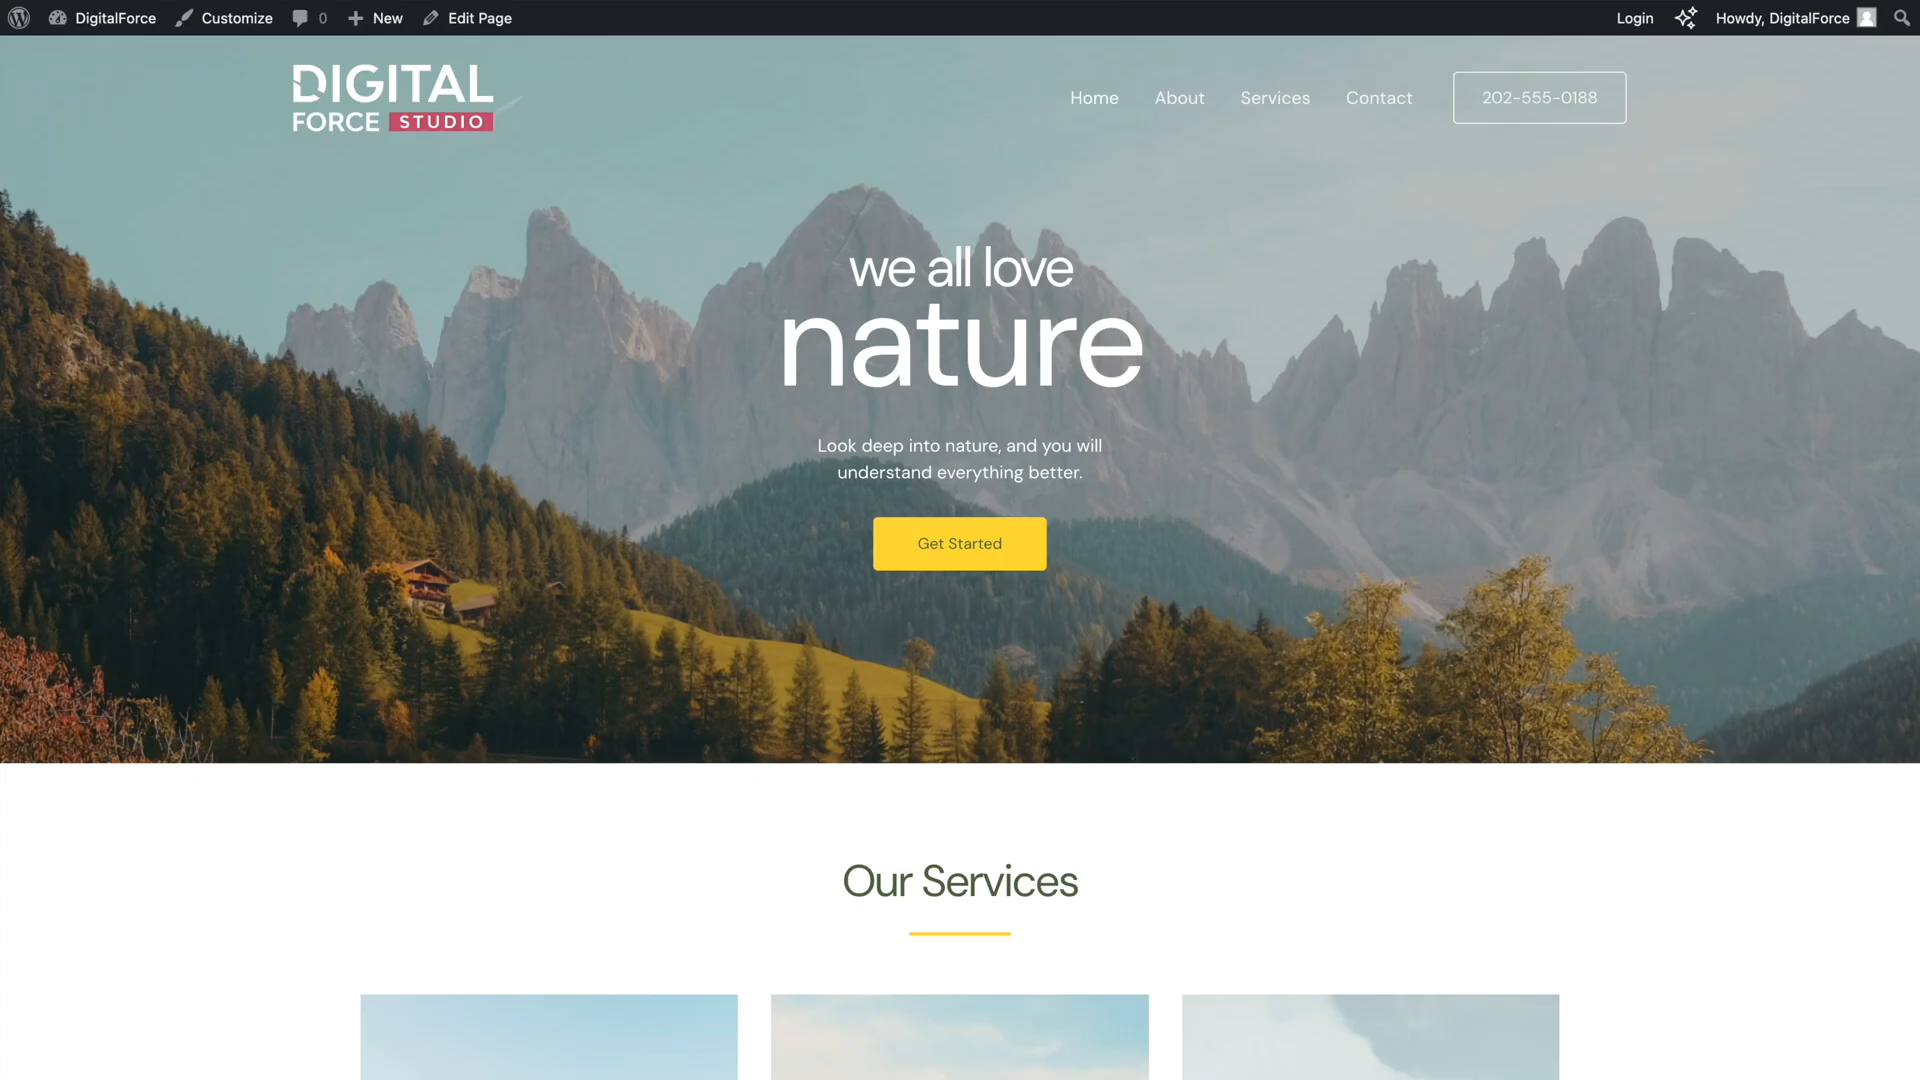 DigitalForce Customize 0 New Edit Page Login Howdy, DigitalForce
DIGITAL
FORCE STUDIO
Home About Services Contact 202-555-0188
we all love
nature
Look deep into nature, and you will
understand everything better.
Get Started
Our Services